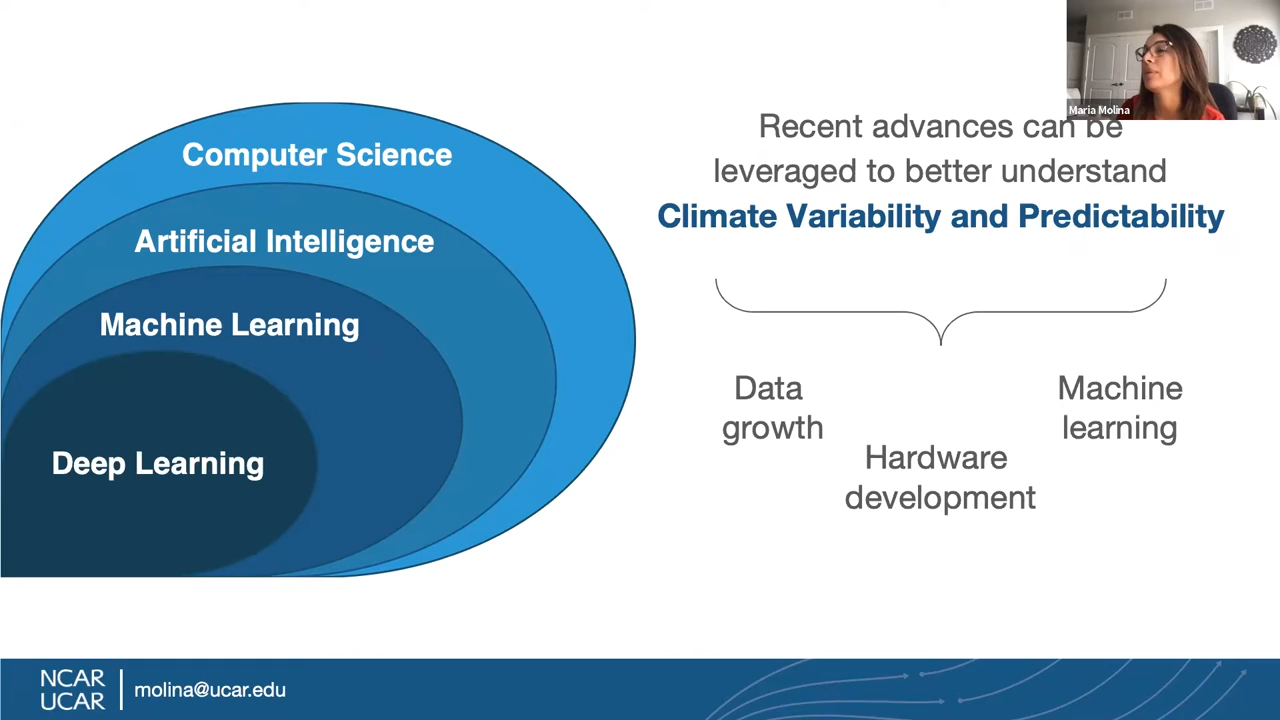 Maria Molina
Computer Science
Artificial Intelligence
Machine Learning
Deep Learning
Recent advances can be
leveraged to better understand
Climate Variability and Predictability
Data
growth
Hardware
development
Machine
learning
NCAR
UCAR
molina@ucar.edu